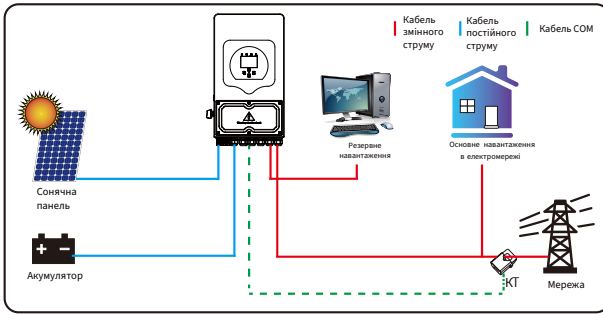 Кабель
змінного
струму
Кабель
постійного
струму
Кабель COM
Резервне
навантаження
Основне навантаження
в електромережі
Сонячна
панель
Акумулятор
КТ
Мережа